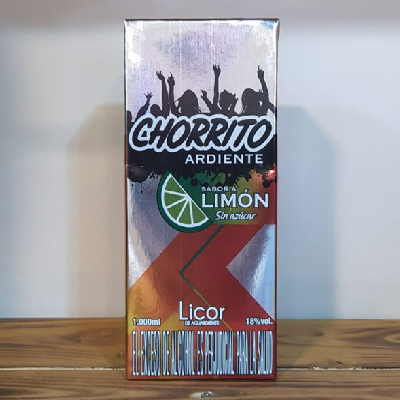 CHORRITO
ARDIENTE
SABOR A
LIMÓN
Sin azúcar
Licor
DE AGUARDIENTE
1.000ml
18%vol.
EL EXCESO DE ALCOHOL ES PERJUDICIAL PARA LA SALUD